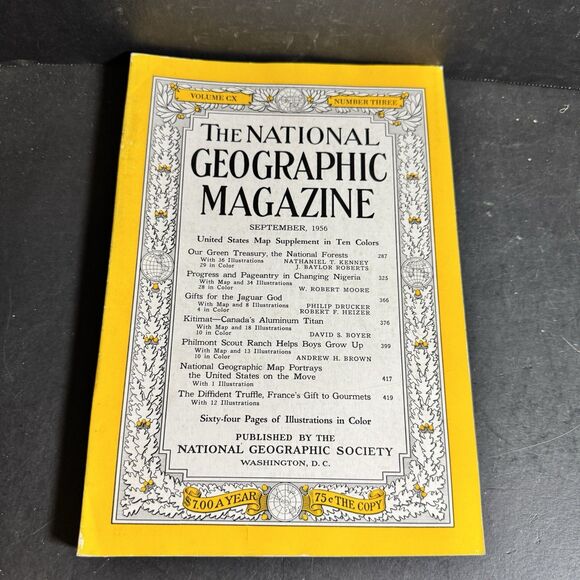 VOLUME CX NUMBER THREE
THE NATIONAL
GEOGRAPHIC
MAGAZINE
SEPTEMBER, 1956
United States Map Supplement in Ten Colors
Our Green Treasury, the National Forests 287
With 36 Illustrations NATHANIEL T. KENNEY
29 in Color J. BAYLOR ROBERTS
Progress and Pageantry in Changing Nigeria 325
With Map and 34 Illustrations
28 in Color W. ROBERT MOORE
Gifts for the Jaguar God 366
With Map and 8 Illustrations PHILIP DRUCKER
4 in Color ROBERT F. HEIZER
Kitimat—Canada's Aluminum Titan 376
With Map and 18 Illustrations
10 in Color DAVID S. BOYER
Philmont Scout Ranch Helps Boys Grow Up 399
With Map and 13 Illustrations
10 in Color ANDREW H. BROWN
National Geographic Map Portrays
the United States on the Move 417
With 1 Illustration
The Diffident Truffle, France's Gift to Gourmets 419
With 12 Illustrations
Sixty-four Pages of Illustrations in Color
PUBLISHED BY THE
NATIONAL GEOGRAPHIC SOCIETY
WASHINGTON, D. C.
$7.00 A YEAR 75¢ THE COPY